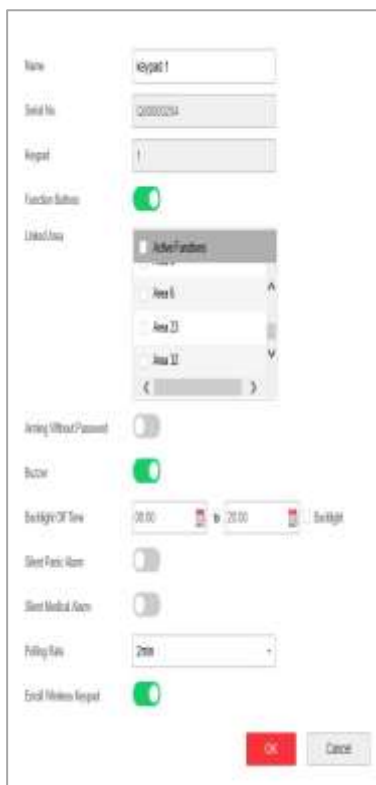 Name
keypad 1
Serial No.
Keypad
1
Function Buttons
Linked Area
Active Functions
Area 6
Area 23
Area 32
Arming Without Password
Buzzer
Backlight Off Time
08:00 to 20:00 Backlight
Silent Panic Alarm
Silent Medical Alarm
Polling Rate
2min
Enroll Wireless Keypad
OK Cancel